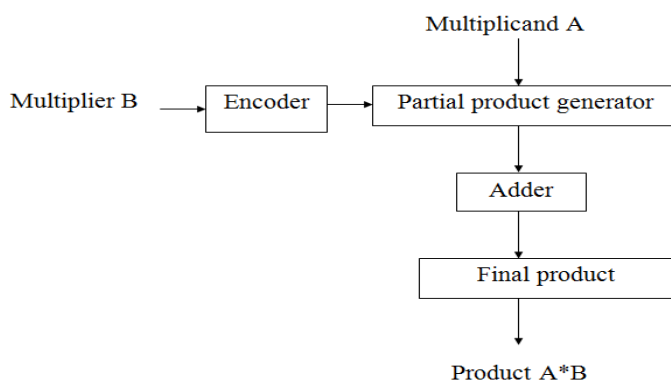 Multiplicand A
Multiplier B
Encoder
Partial product generator
Adder
Final product
Product A*B